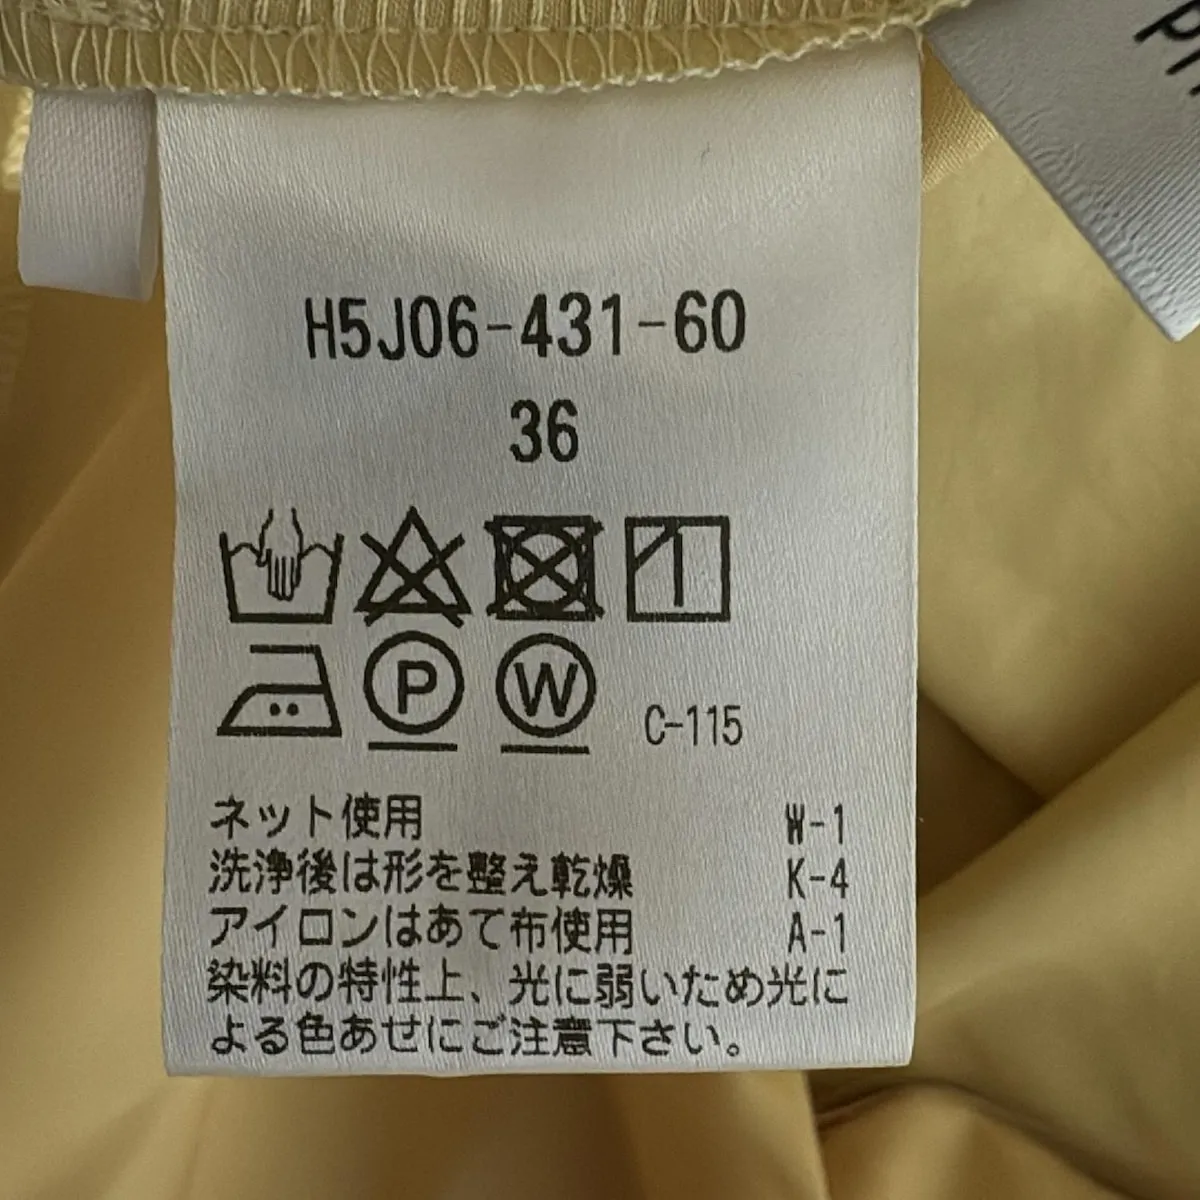 H5J06-431-60
36
P W C-115
ネット使用 W-1
洗浄後は形を整え乾燥 K-4
アイロンはあて布使用 A-1
染料の特性上、光に弱いため光に
よる色あせにご注意下さい。